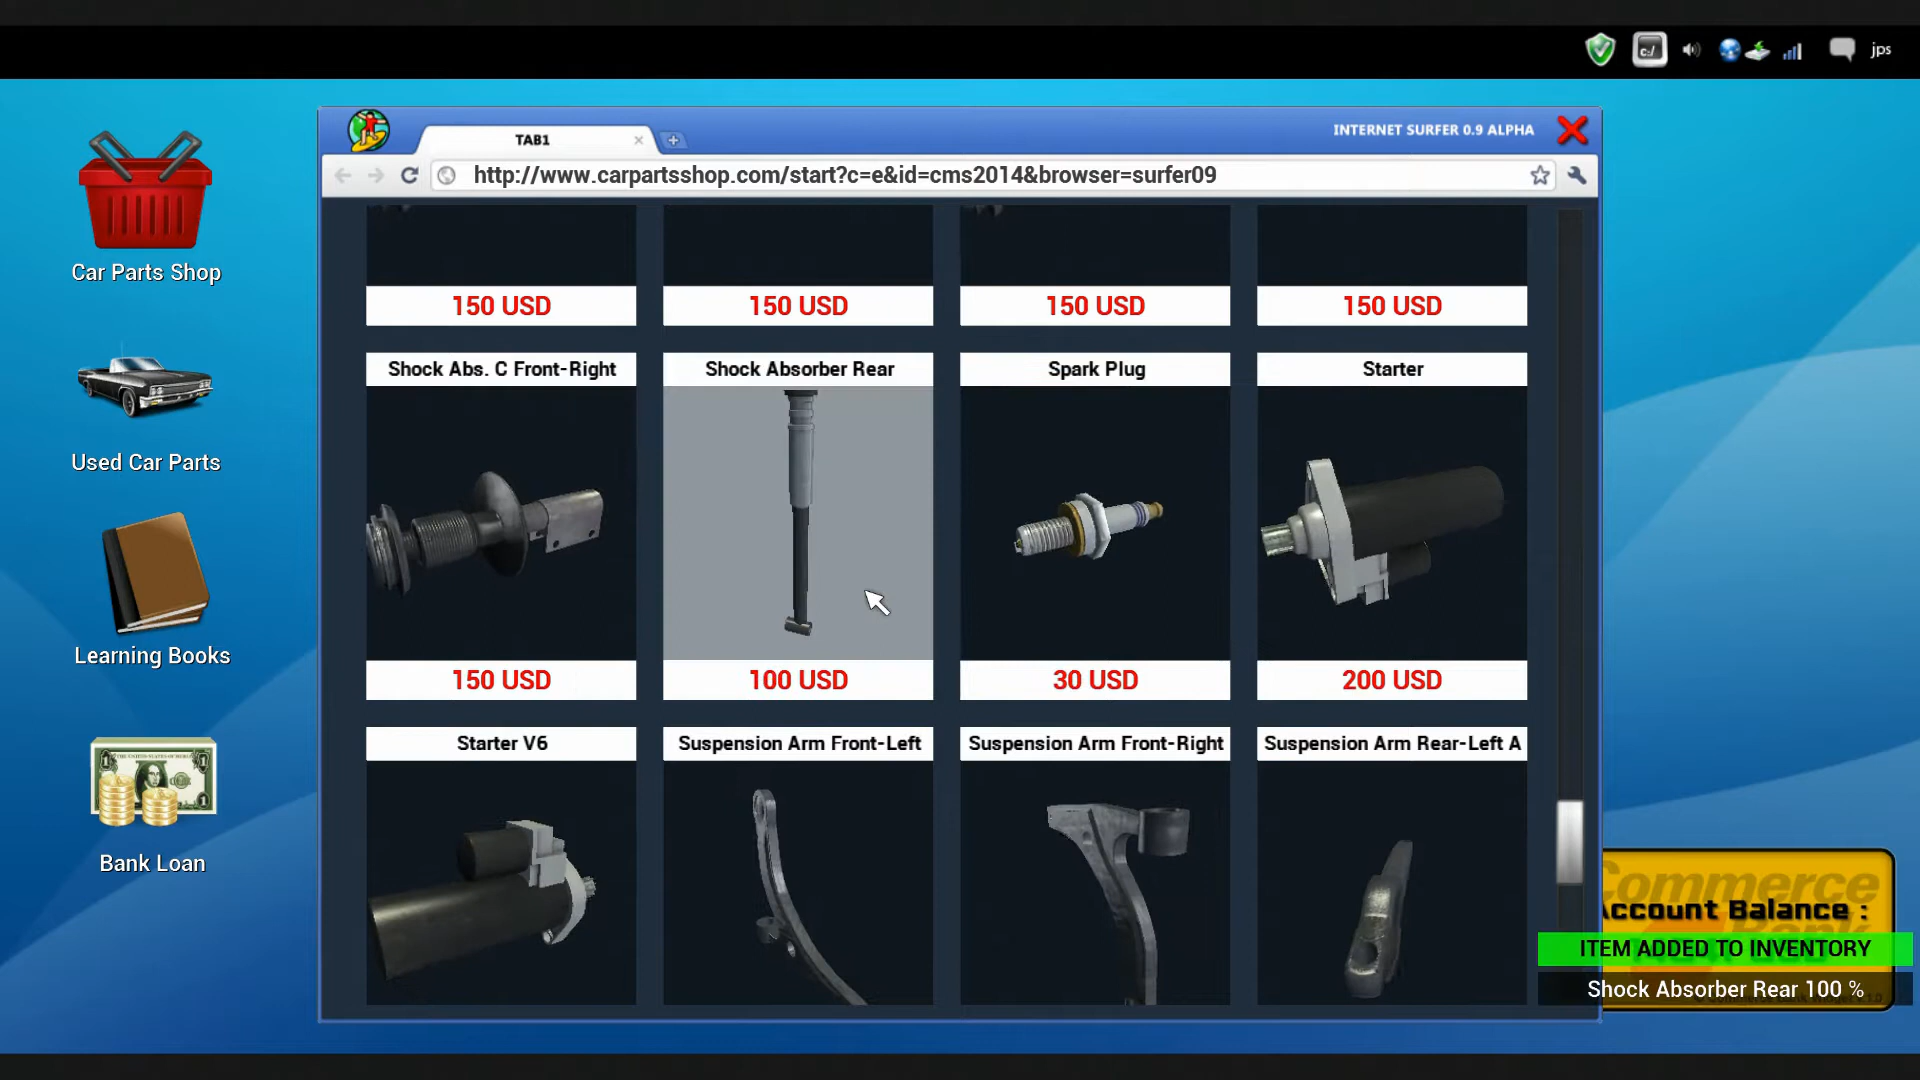 jps
TAB1
INTERNET SURFER 0.9 ALPHA
http://www.carpartsshop.com/start?c=e&id=cms2014&browser=surfer09
Car Parts Shop
Used Car Parts
Learning Books
Bank Loan
150 USD
150 USD
150 USD
150 USD
Shock Abs. C Front-Right
Shock Absorber Rear
Spark Plug
Starter
150 USD
100 USD
30 USD
200 USD
Starter V6
Suspension Arm Front-Left
Suspension Arm Front-Right
Suspension Arm Rear-Left A
Commerce
Account Balance :
ITEM ADDED TO INVENTORY
Shock Absorber Rear 100 %